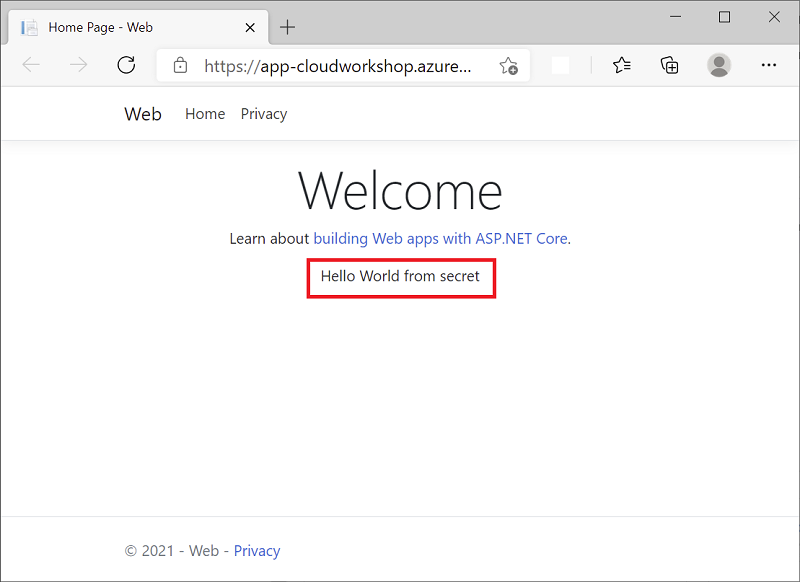 Home Page - Web
https://app-cloudworkshop.azure...
Web Home Privacy
Welcome
Learn about building Web apps with ASP.NET Core.
Hello World from secret
© 2021 - Web - Privacy